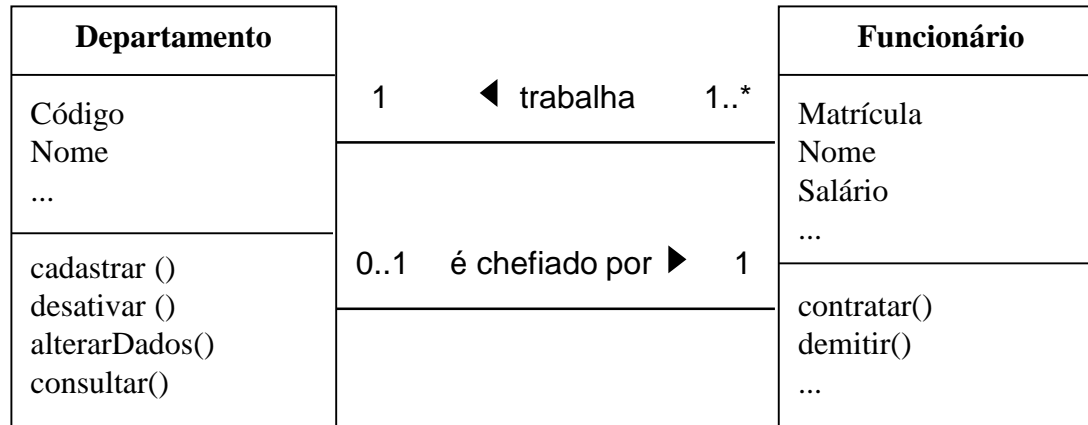 Departamento
Código
Nome
...
cadastrar ()
desativar ()
alterarDados()
consultar()
1 ◀ trabalha 1..*
0..1 é chefiado por ▶ 1
Funcionário
Matrícula
Nome
Salário
...
contratar()
demitir()
...